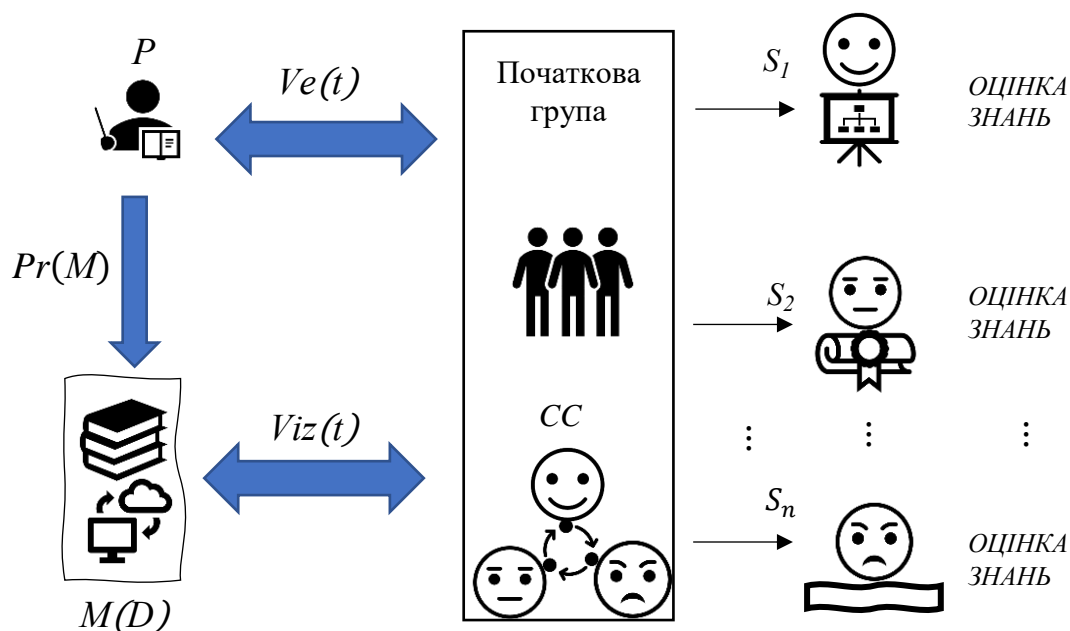 P
Ve(t)
Початкова
група
S1
ОЦІНКА
ЗНАНЬ
Pr(M)
S2
ОЦІНКА
ЗНАНЬ
Viz(t)
CC
⋮ ⋮ ⋮
Sn
ОЦІНКА
ЗНАНЬ
M(D)